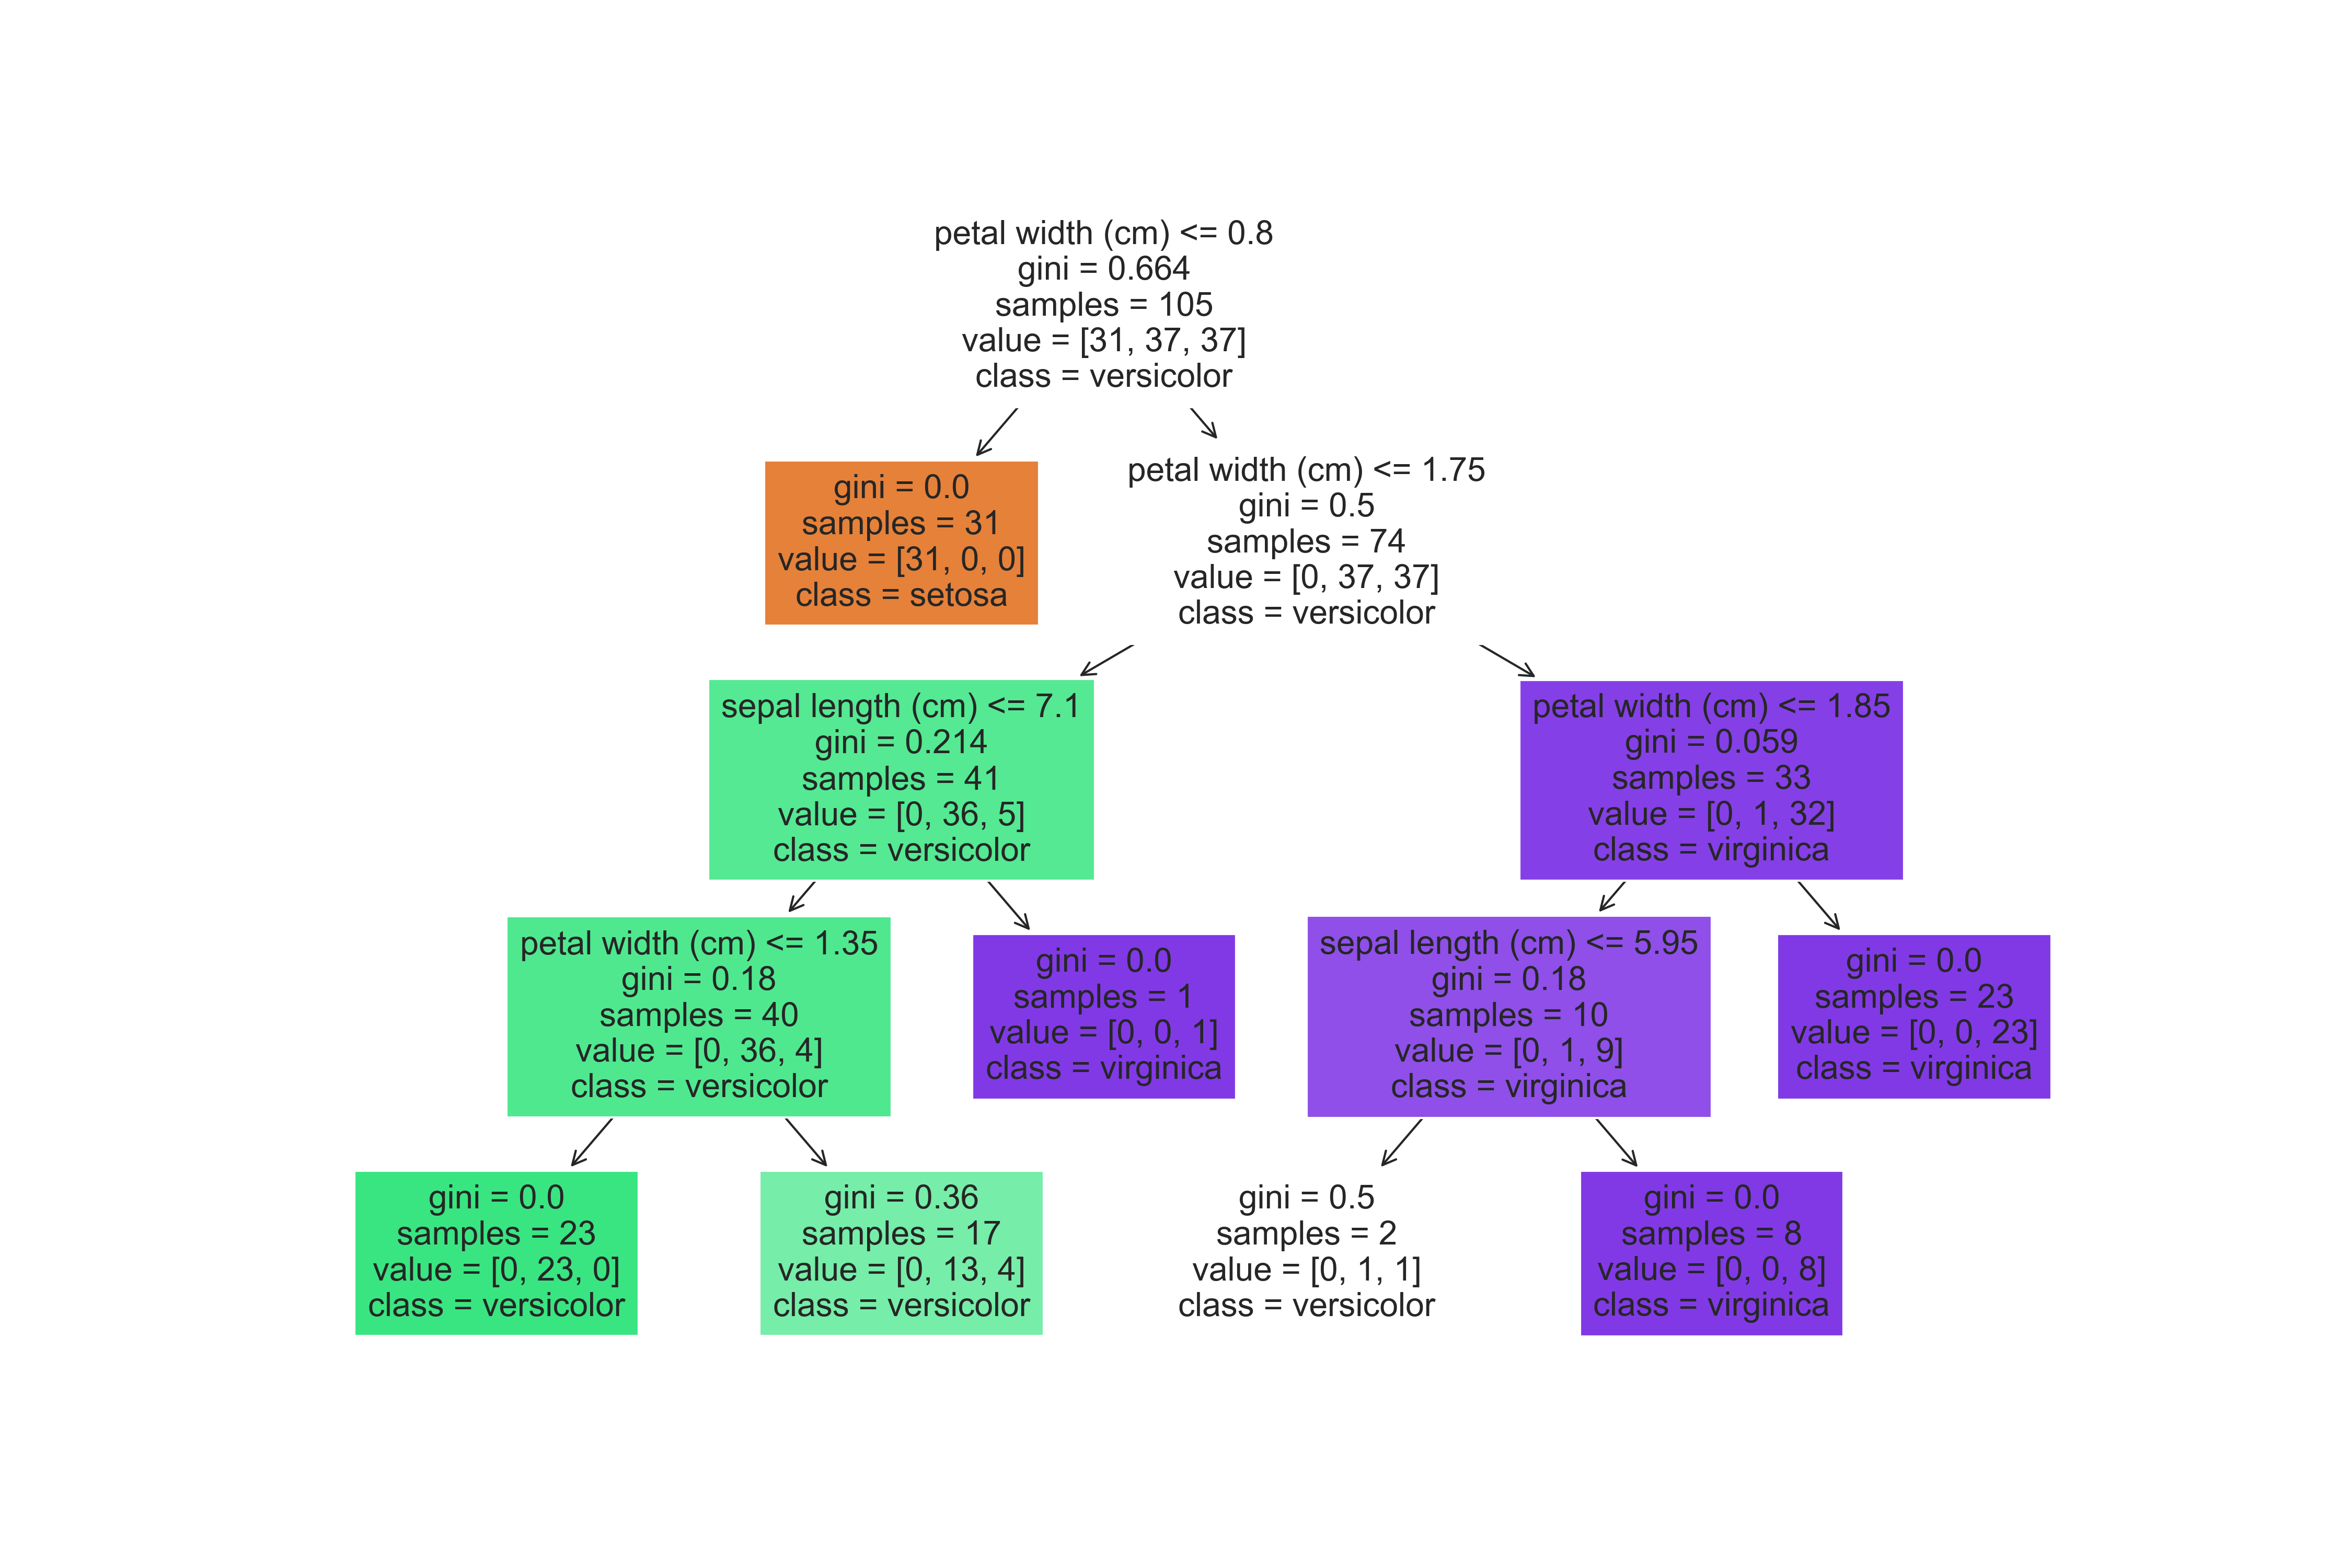 petal width (cm) <= 0.8
gini = 0.664
samples = 105
value = [31, 37, 37]
class = versicolor
gini = 0.0
samples = 31
value = [31, 0, 0]
class = setosa
petal width (cm) <= 1.75
gini = 0.5
samples = 74
value = [0, 37, 37]
class = versicolor
sepal length (cm) <= 7.1
gini = 0.214
samples = 41
value = [0, 36, 5]
class = versicolor
petal width (cm) <= 1.85
gini = 0.059
samples = 33
value = [0, 1, 32]
class = virginica
petal width (cm) <= 1.35
gini = 0.18
samples = 40
value = [0, 36, 4]
class = versicolor
gini = 0.0
samples = 1
value = [0, 0, 1]
class = virginica
sepal length (cm) <= 5.95
gini = 0.18
samples = 10
value = [0, 1, 9]
class = virginica
gini = 0.0
samples = 23
value = [0, 0, 23]
class = virginica
gini = 0.0
samples = 23
value = [0, 23, 0]
class = versicolor
gini = 0.36
samples = 17
value = [0, 13, 4]
class = versicolor
gini = 0.5
samples = 2
value = [0, 1, 1]
class = versicolor
gini = 0.0
samples = 8
value = [0, 0, 8]
class = virginica